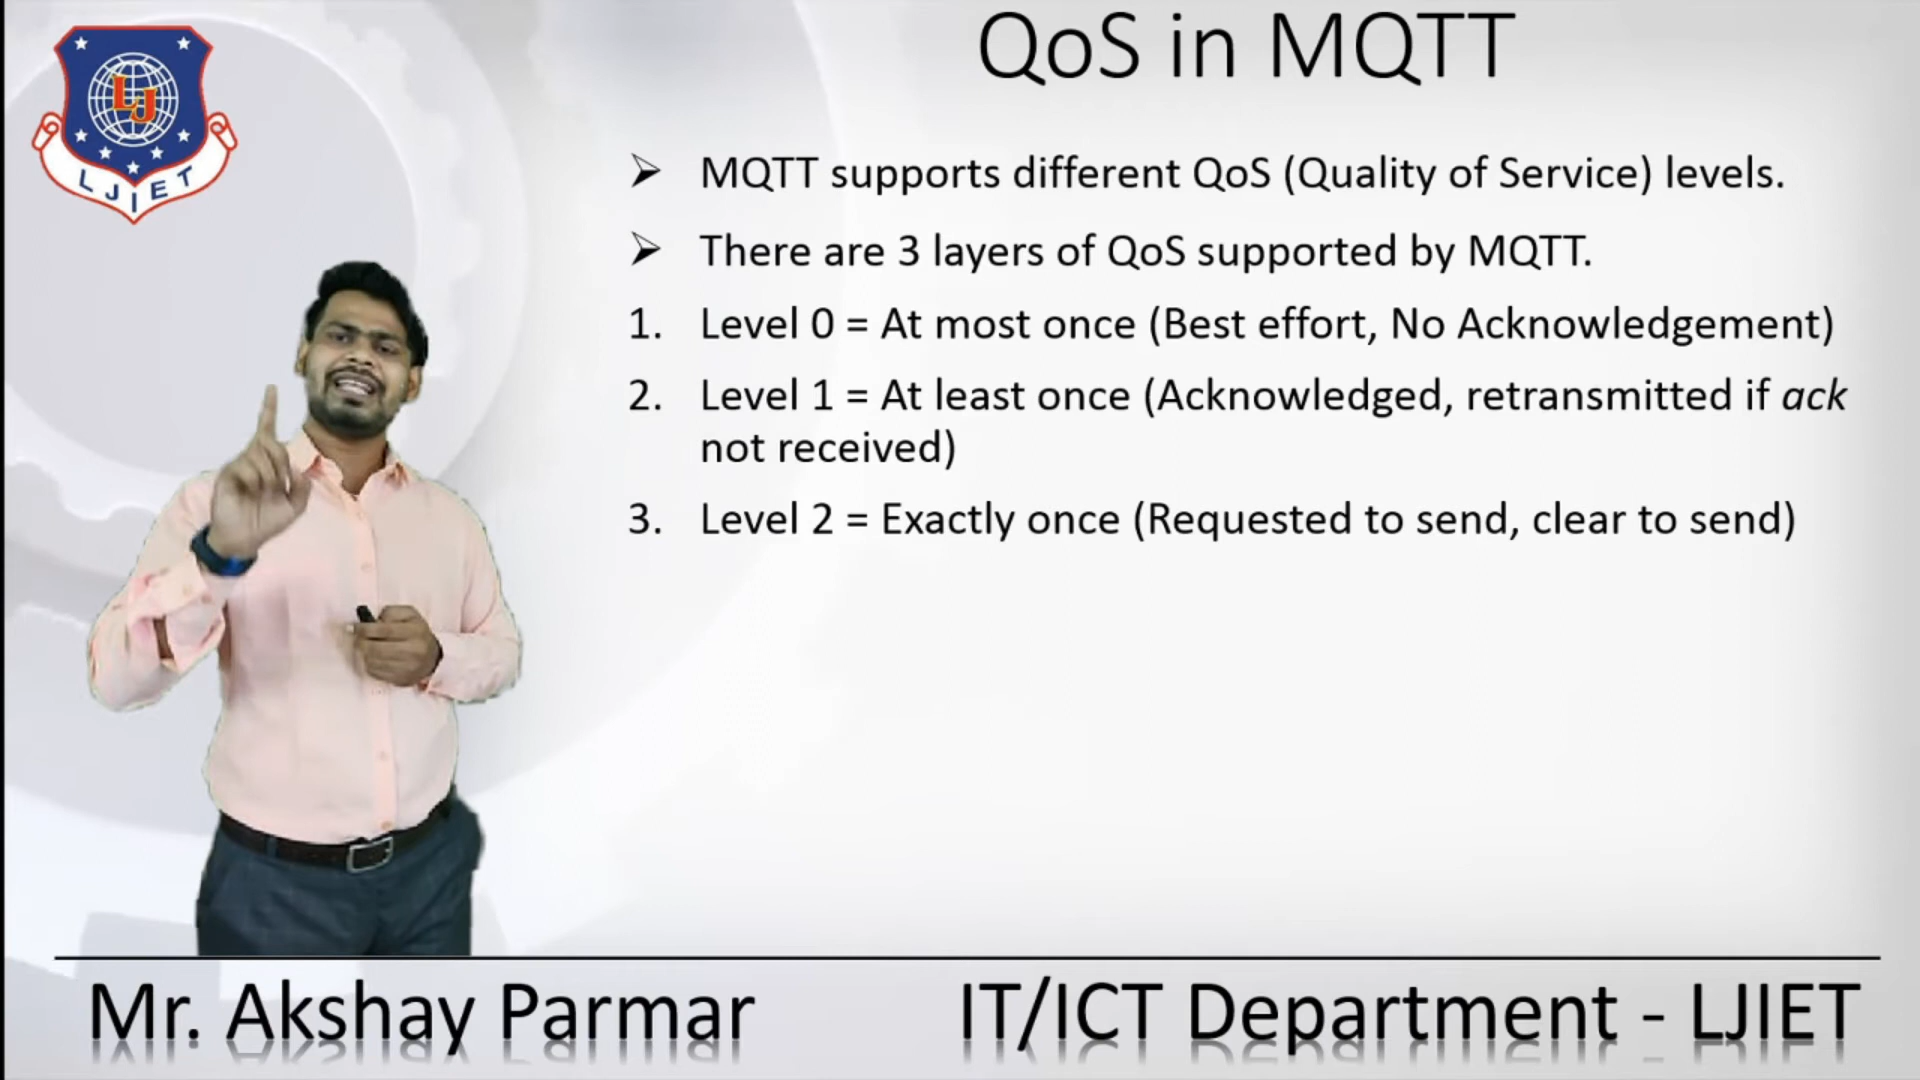 QoS in MQTT
LJ
LJIET
➢ MQTT supports different QoS (Quality of Service) levels.
➢ There are 3 layers of QoS supported by MQTT.
1. Level 0 = At most once (Best effort, No Acknowledgement)
2. Level 1 = At least once (Acknowledged, retransmitted if ack
not received)
3. Level 2 = Exactly once (Requested to send, clear to send)
Mr. Akshay Parmar
IT/ICT Department - LJIET